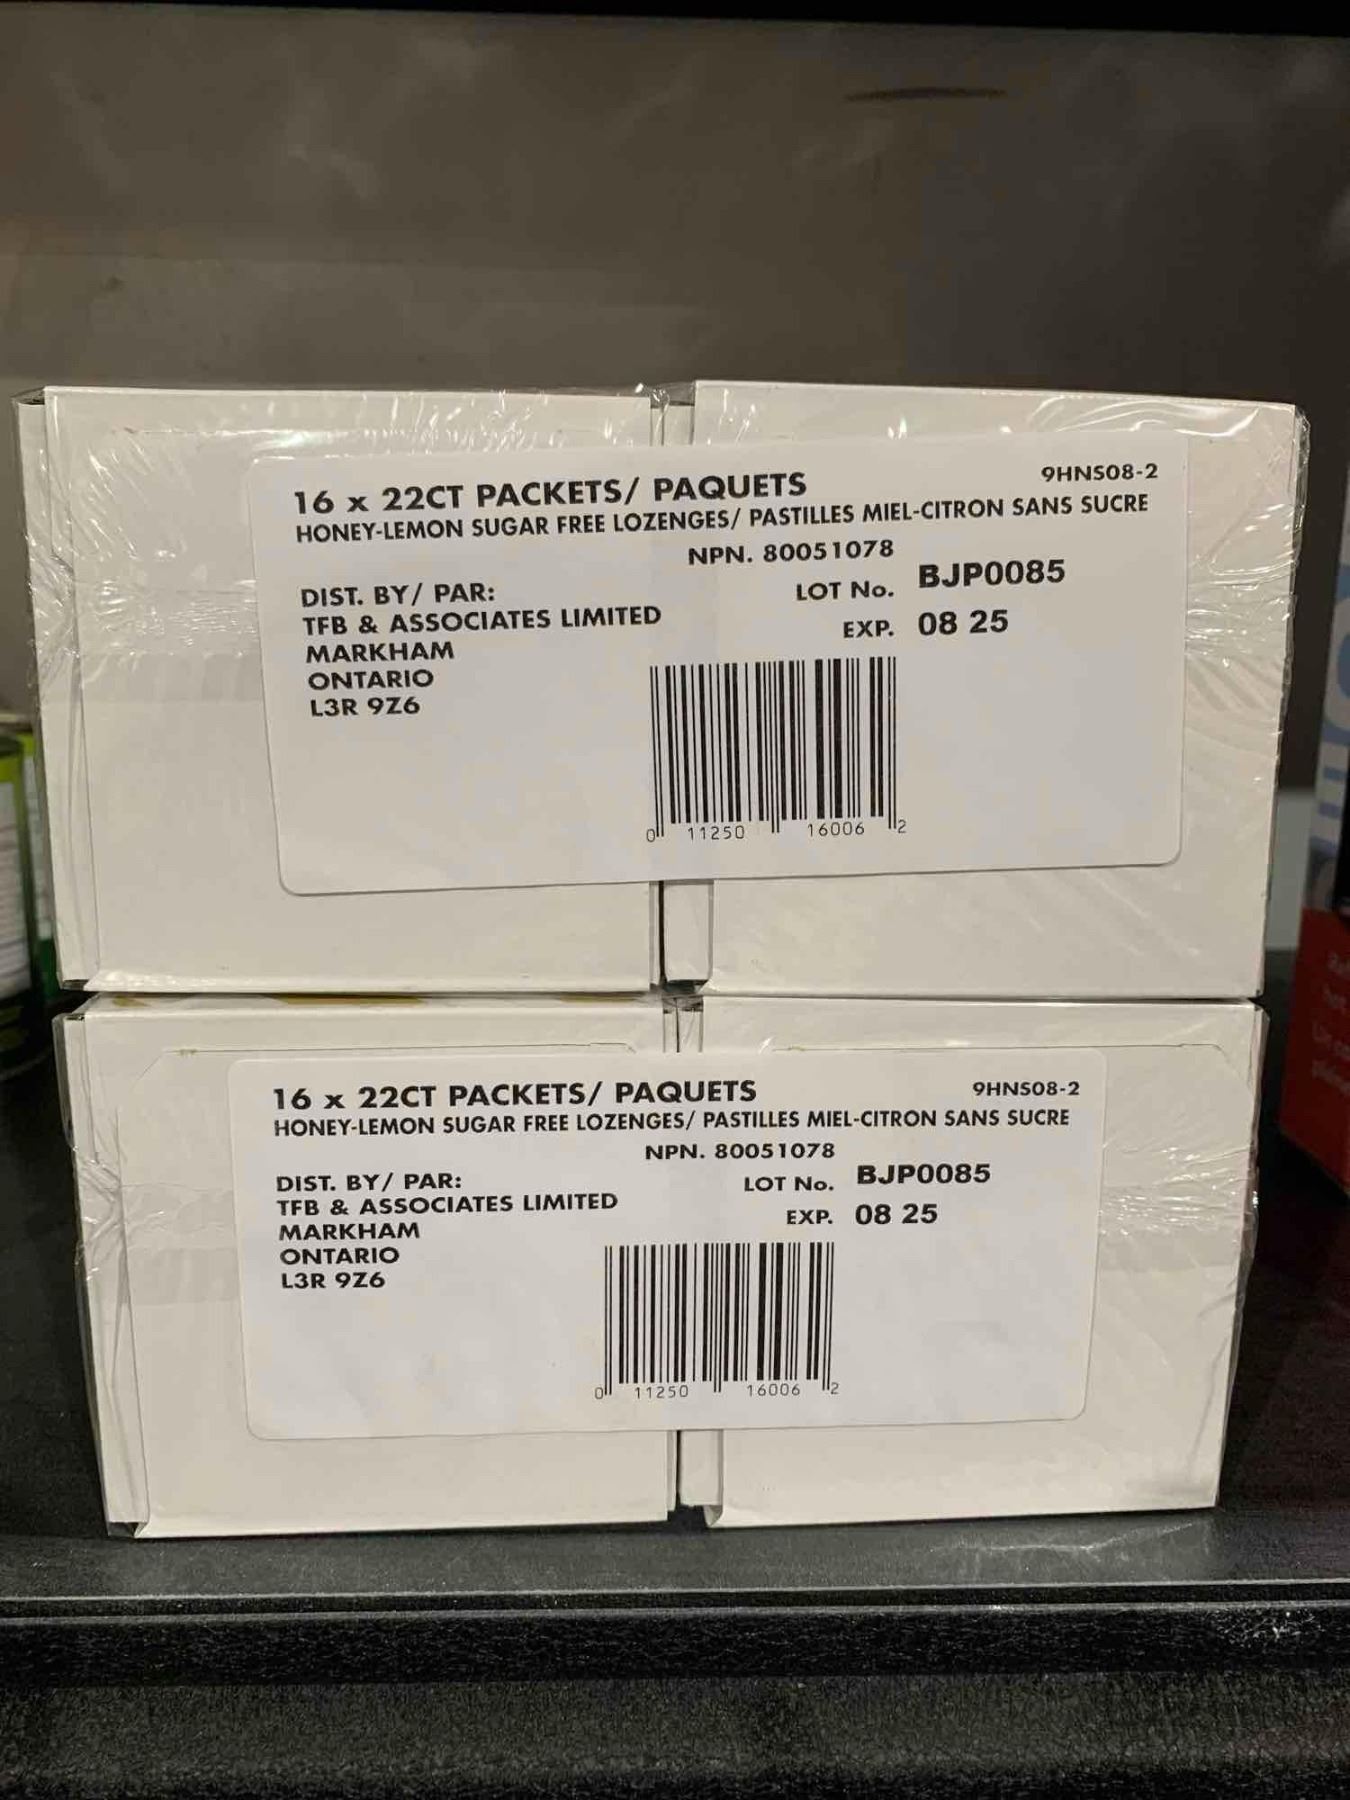 16 x 22CT PACKETS/ PAQUETS
9HNS08-2
HONEY-LEMON SUGAR FREE LOZENGES/ PASTILLES MIEL-CITRON SANS SUCRE
NPN. 80051078
DIST. BY/ PAR:
LOT No. BJP0085
TFB & ASSOCIATES LIMITED
EXP. 08 25
MARKHAM
ONTARIO
L3R 9Z6
0 11250 16006 2
16 x 22CT PACKETS/ PAQUETS
9HNS08-2
HONEY-LEMON SUGAR FREE LOZENGES/ PASTILLES MIEL-CITRON SANS SUCRE
NPN. 80051078
DIST. BY/ PAR:
LOT No. BJP0085
TFB & ASSOCIATES LIMITED
EXP. 08 25
MARKHAM
ONTARIO
L3R 9Z6
0 11250 16006 2